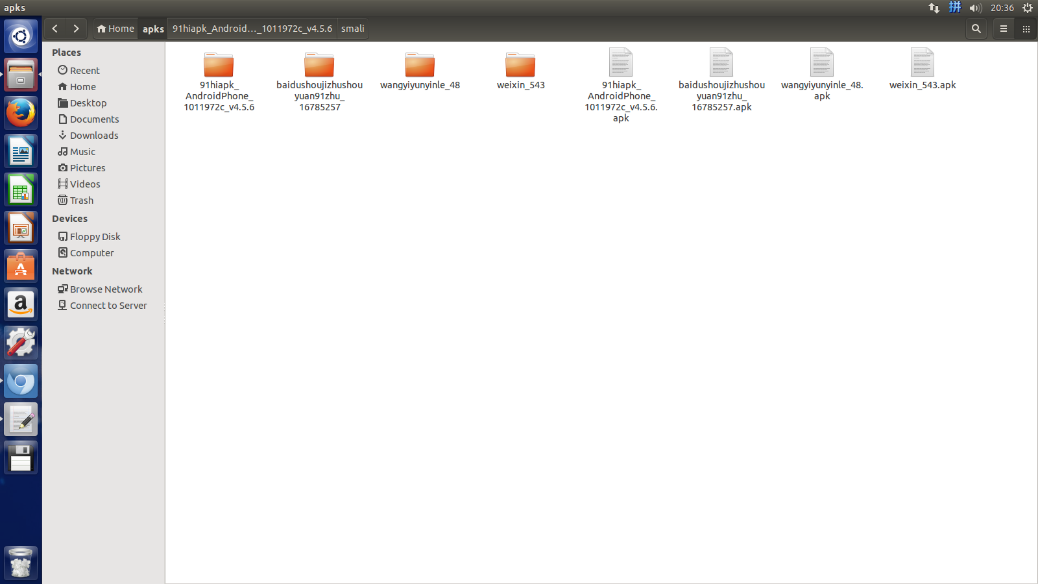 apks
拼
20:36
Home
apks
91hiapk_Android..._1011972c_v4.5.6
smali
Places
Recent
Home
Desktop
Documents
Downloads
Music
Pictures
Videos
Trash
Devices
Floppy Disk
Computer
Network
Browse Network
Connect to Server
91hiapk_
AndroidPhone_
1011972c_v4.5.6
baidushoujizhushou
yuan91zhu_
16785257
wangyiyunyinle_48
weixin_543
91hiapk_
AndroidPhone_
1011972c_v4.5.6.
apk
baidushoujizhushou
yuan91zhu_
16785257.apk
wangyiyunyinle_48.
apk
weixin_543.apk